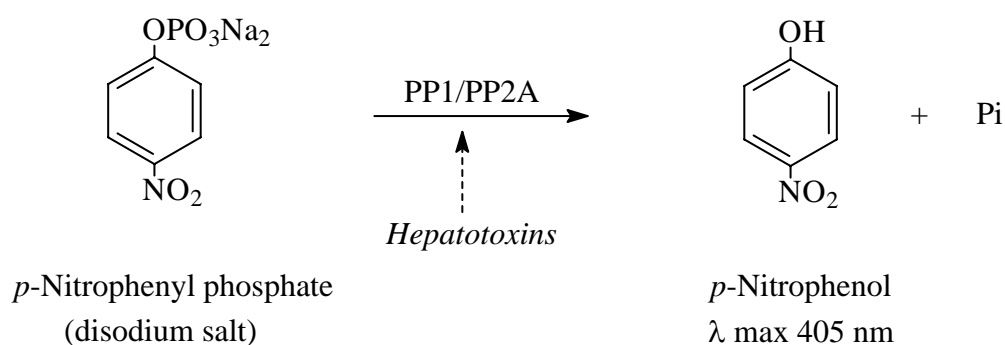 OPO₃Na₂
OH
PP1/PP2A
+ Pi
NO₂
NO₂
Hepatotoxins
p-Nitrophenyl phosphate
(disodium salt)
p-Nitrophenol
λ max 405 nm